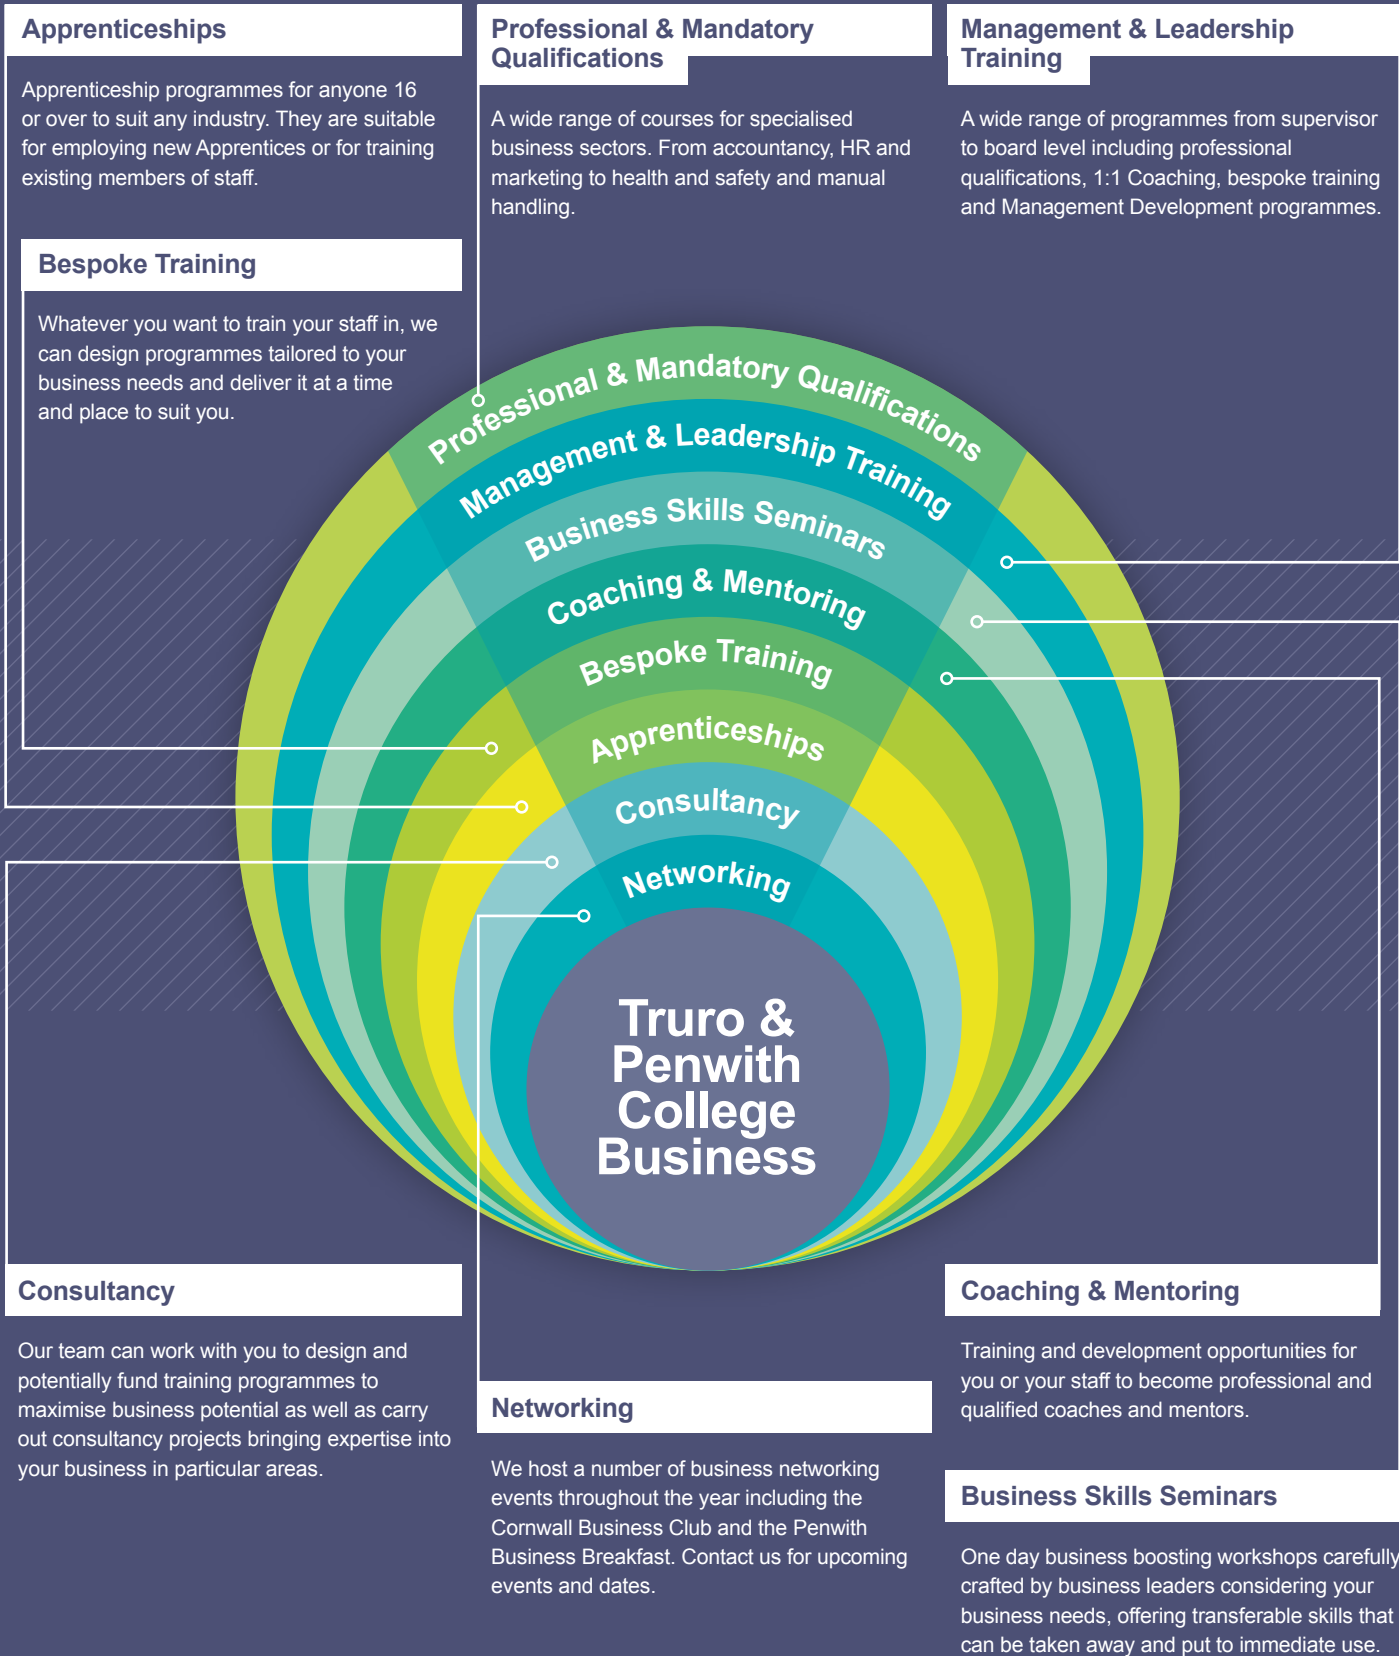 Apprenticeships
Apprenticeship programmes for anyone 16
or over to suit any industry. They are suitable
for employing new Apprentices or for training
existing members of staff.
Bespoke Training
Whatever you want to train your staff in, we
can design programmes tailored to your
business needs and deliver it at a time
and place to suit you.
Professional & Mandatory
Qualifications
A wide range of courses for specialised
business sectors. From accountancy, HR and
marketing to health and safety and manual
handling.
Management & Leadership
Training
A wide range of programmes from supervisor
to board level including professional
qualifications, 1:1 Coaching, bespoke training
and Management Development programmes.
Professional & Mandatory Qualifications
Management & Leadership Training
Business Skills Seminars
Coaching & Mentoring
Bespoke Training
Apprenticeships
Consultancy
Networking
Truro &
Penwith
College
Business
Consultancy
Our team can work with you to design and
potentially fund training programmes to
maximise business potential as well as carry
out consultancy projects bringing expertise into
your business in particular areas.
Networking
We host a number of business networking
events throughout the year including the
Cornwall Business Club and the Penwith
Business Breakfast. Contact us for upcoming
events and dates.
Coaching & Mentoring
Training and development opportunities for
you or your staff to become professional and
qualified coaches and mentors.
Business Skills Seminars
One day business boosting workshops carefully
crafted by business leaders considering your
business needs, offering transferable skills that
can be taken away and put to immediate use.